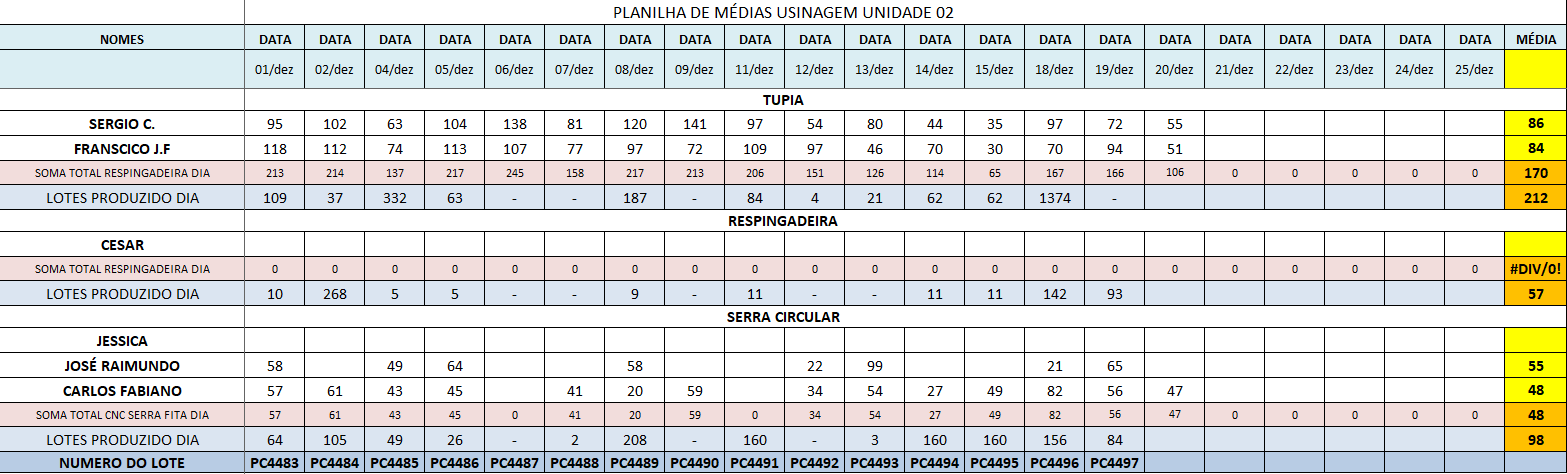 PLANILHA DE MÉDIAS USINAGEM UNIDADE 02
NOMES DATA DATA DATA DATA DATA DATA DATA DATA DATA DATA DATA DATA DATA DATA DATA DATA DATA DATA DATA DATA DATA MÉDIA
01/dez 02/dez 04/dez 05/dez 06/dez 07/dez 08/dez 09/dez 11/dez 12/dez 13/dez 14/dez 15/dez 18/dez 19/dez 20/dez 21/dez 22/dez 23/dez 24/dez 25/dez
TUPIA
SERGIO C. 95 102 63 104 138 81 120 141 97 54 80 44 35 97 72 55 86
FRANSCICO J.F 118 112 74 113 107 77 97 72 109 97 46 70 30 70 94 51 84
SOMA TOTAL RESPINGADEIRA DIA 213 214 137 217 245 158 217 213 206 151 126 114 65 167 166 106 0 0 0 0 0 170
LOTES PRODUZIDO DIA 109 37 332 63 - - 187 - 84 4 21 62 62 1374 - 212
RESPINGADEIRA
CESAR
SOMA TOTAL RESPINGADEIRA DIA 0 0 0 0 0 0 0 0 0 0 0 0 0 0 0 0 0 0 0 0 0 #DIV/0!
LOTES PRODUZIDO DIA 10 268 5 5 - - 9 - 11 - - 11 11 142 93 57
SERRA CIRCULAR
JESSICA
JOSÉ RAIMUNDO 58 49 64 58 22 99 21 65 55
CARLOS FABIANO 57 61 43 45 41 20 59 34 54 27 49 82 56 47 48
SOMA TOTAL CNC SERRA FITA DIA 57 61 43 45 0 41 20 59 0 34 54 27 49 82 56 47 0 0 0 0 0 48
LOTES PRODUZIDO DIA 64 105 49 26 - 2 208 - 160 - 3 160 160 156 84 98
NUMERO DO LOTE PC4483 PC4484 PC4485 PC4486 PC4487 PC4488 PC4489 PC4490 PC4491 PC4492 PC4493 PC4494 PC4495 PC4496 PC4497